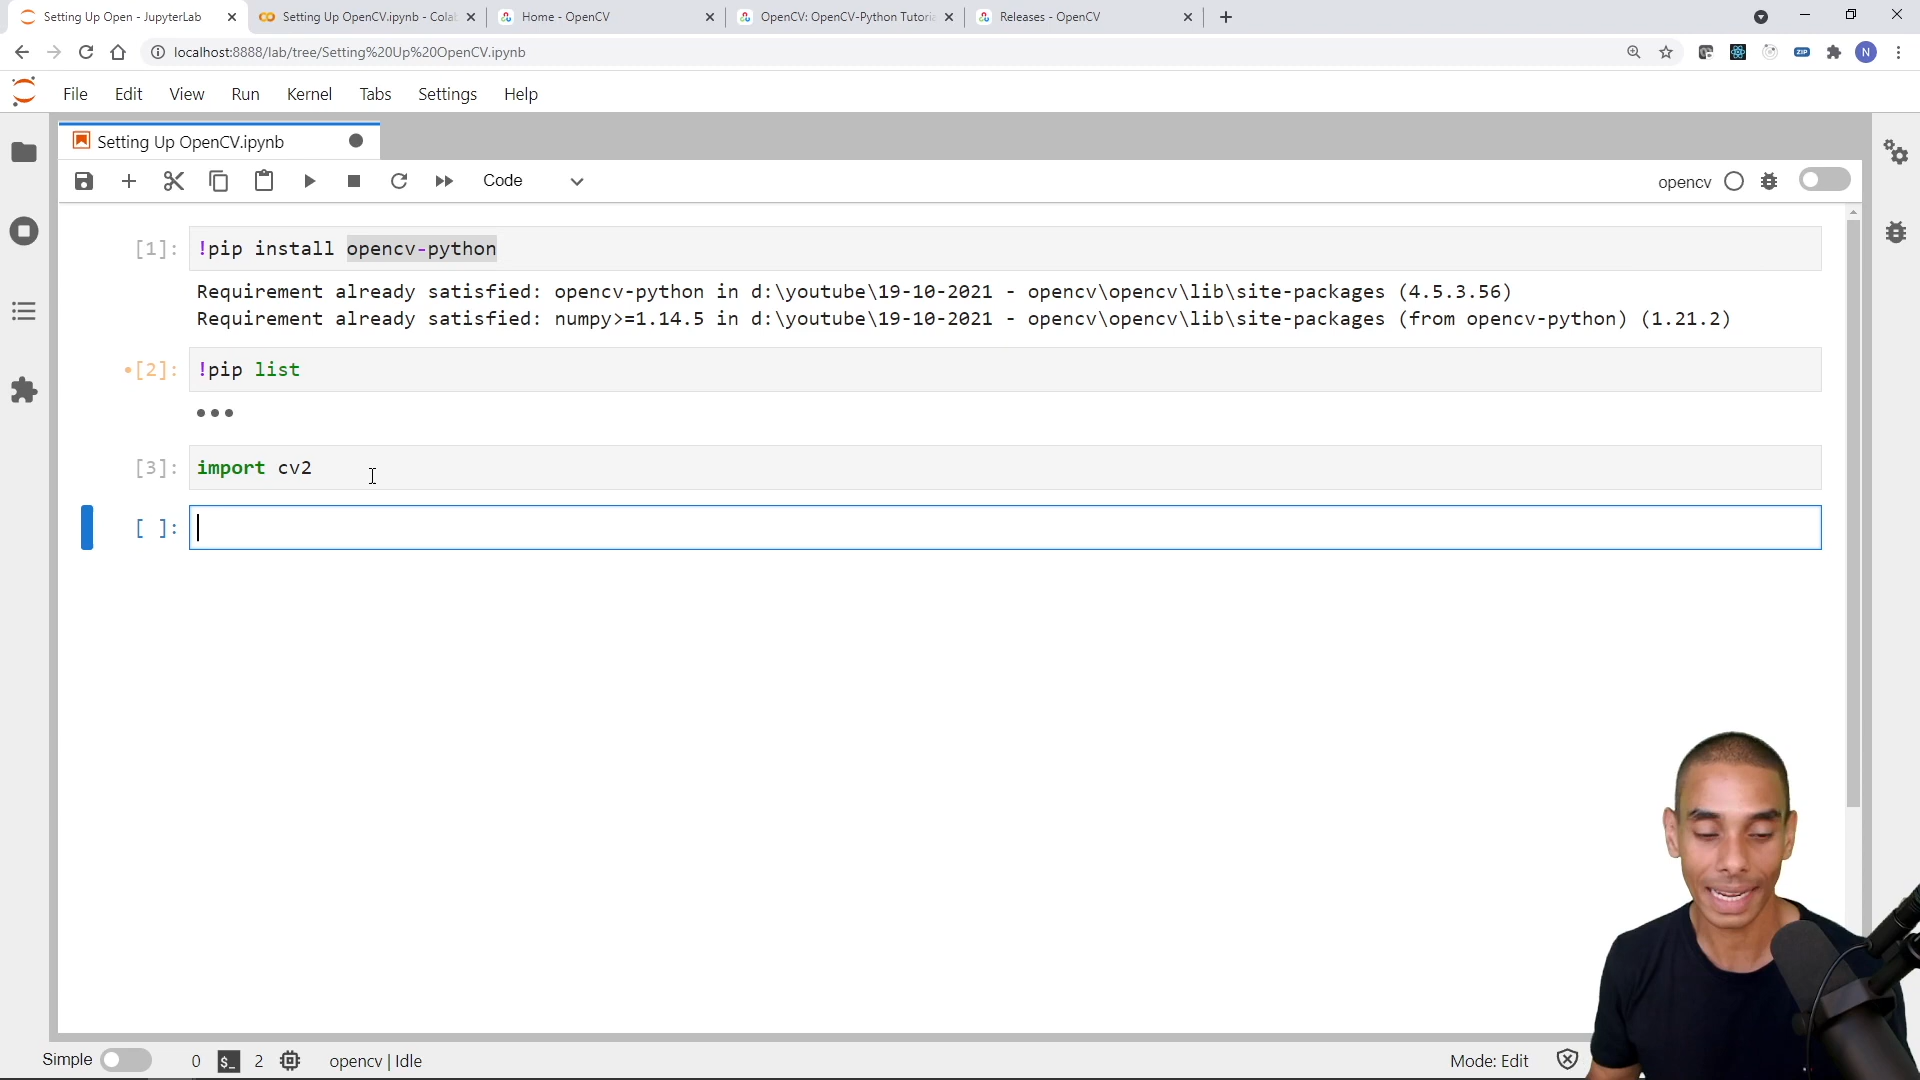 Setting Up Open - JupyterLab
Setting Up OpenCV.ipynb - Colab
Home - OpenCV
OpenCV: OpenCV-Python Tutoria
Releases - OpenCV
localhost:8888/lab/tree/Setting%20Up%20OpenCV.ipynb
ZIP
N
File
Edit
View
Run
Kernel
Tabs
Settings
Help
Setting Up OpenCV.ipynb
Code
opencv
[1]: !pip install opencv-python
Requirement already satisfied: opencv-python in d:\youtube\19-10-2021 - opencv\opencv\lib\site-packages (4.5.3.56)
Requirement already satisfied: numpy>=1.14.5 in d:\youtube\19-10-2021 - opencv\opencv\lib\site-packages (from opencv-python) (1.21.2)
•[2]: !pip list
•••
[3]: import cv2
[ ]:
Simple
0
$_
2
opencv | Idle
Mode: Edit